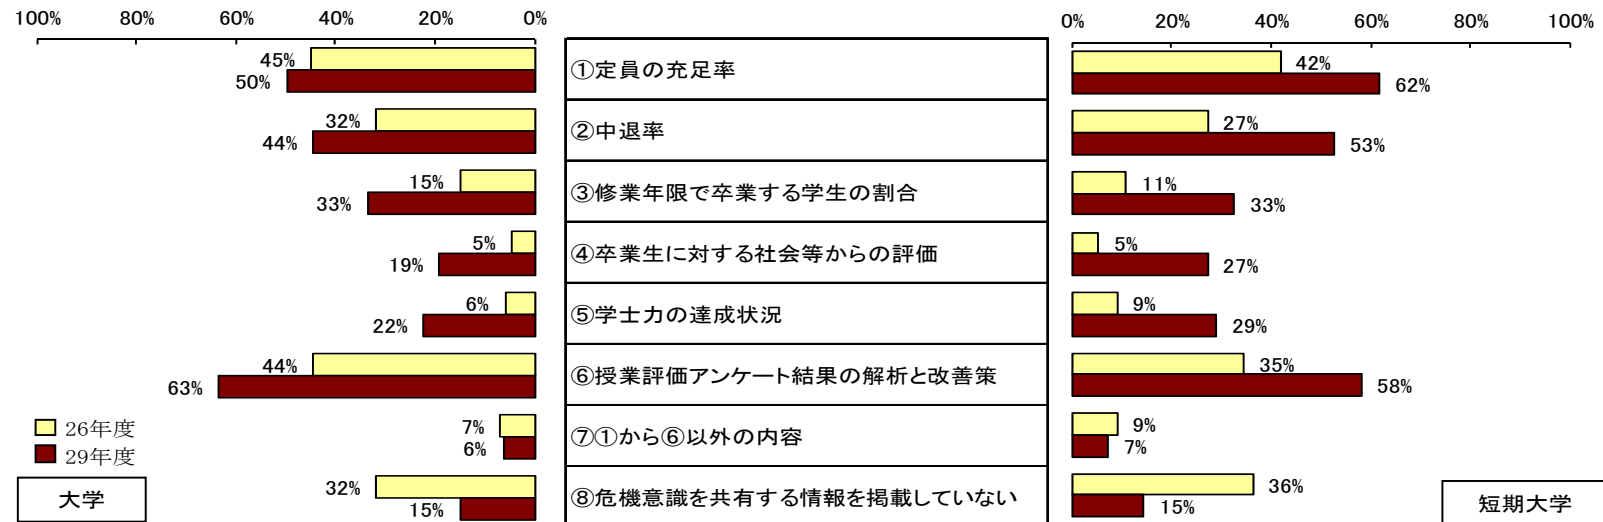 100% 80% 60% 40% 20% 0%
0% 20% 40% 60% 80% 100%
45% 50% ①定員の充足率 42% 62%
32% 44% ②中退率 27% 53%
15% 33% ③修業年限で卒業する学生の割合 11% 33%
5% 19% ④卒業生に対する社会等からの評価 5% 27%
6% 22% ⑤学士力の達成状況 9% 29%
44% 63% ⑥授業評価アンケート結果の解析と改善策 35% 58%
7% 6% ⑦①から⑥以外の内容 9% 7%
32% 15% ⑧危機意識を共有する情報を掲載していない 36% 15%
26年度
29年度
大学
短期大学